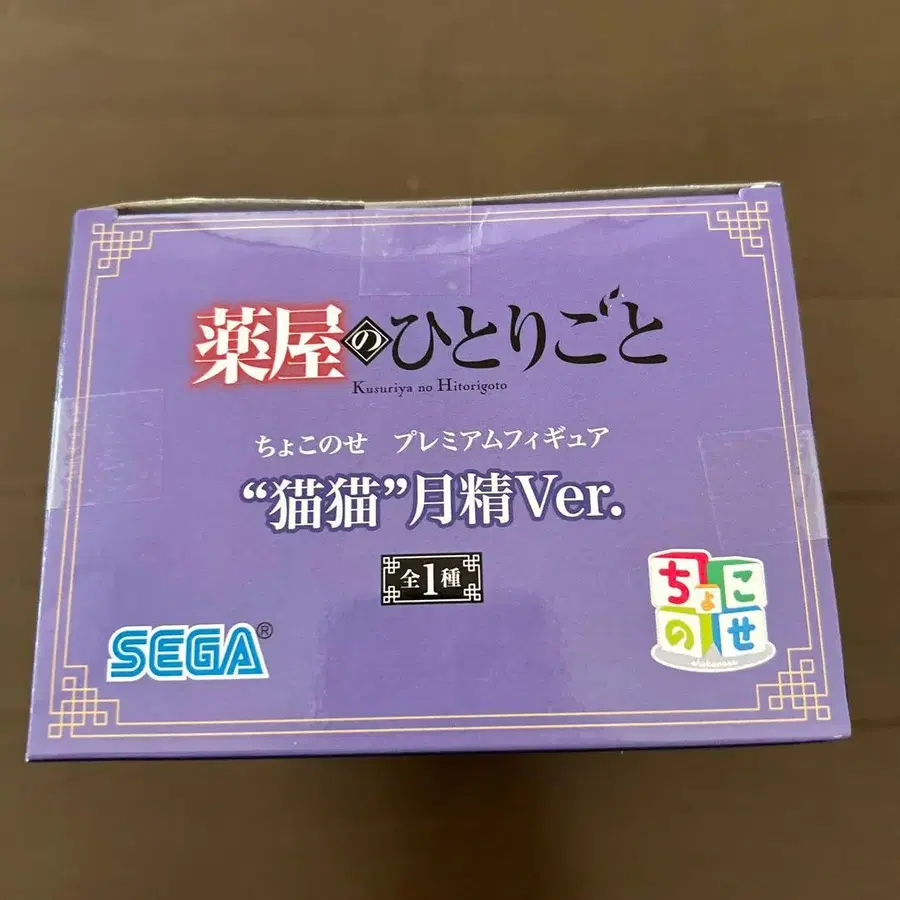 薬屋のひとりごと
Kusuriya no Hitorigoto
ちょこのせ プレミアムフィギュア
“猫猫”月精Ver.
全1種
SEGA®
ちょこ
のせ
chokonose